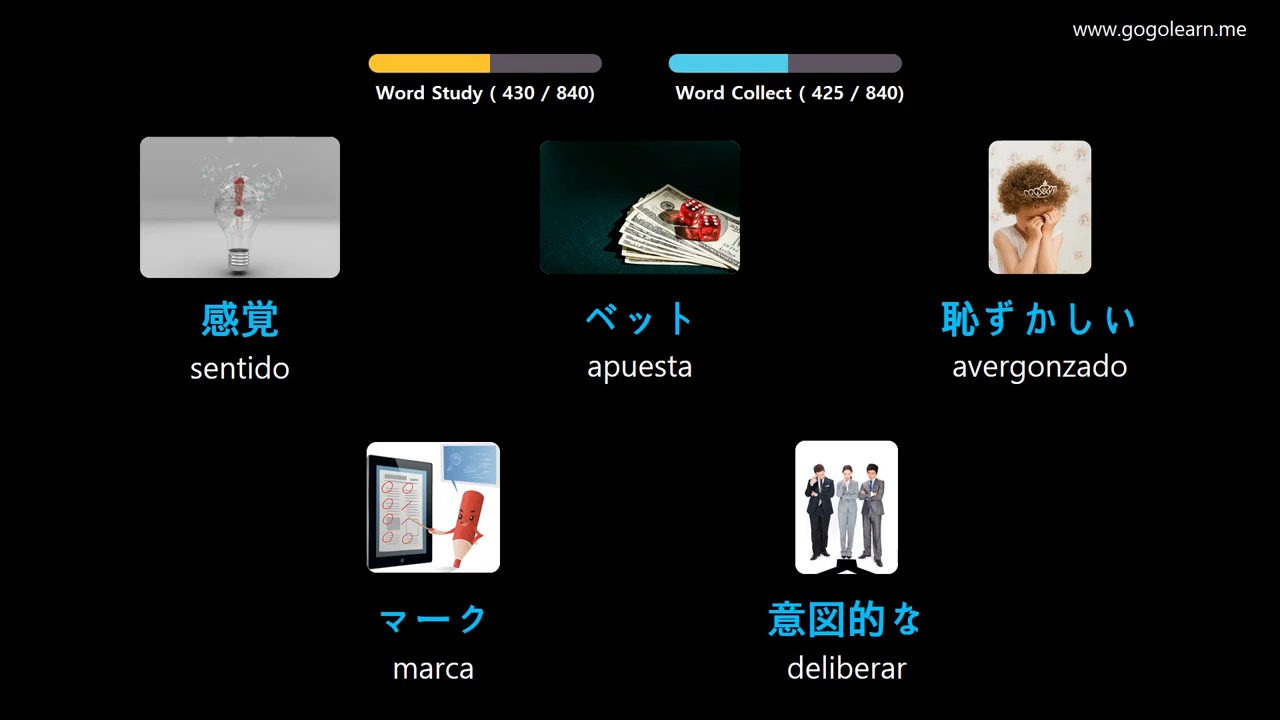 www.gogolearn.me
Word Study ( 430 / 840)
Word Collect ( 425 / 840)
感覚
sentido
ベット
apuesta
恥ずかしい
avergonzado
マーク
marca
意図的な
deliberar